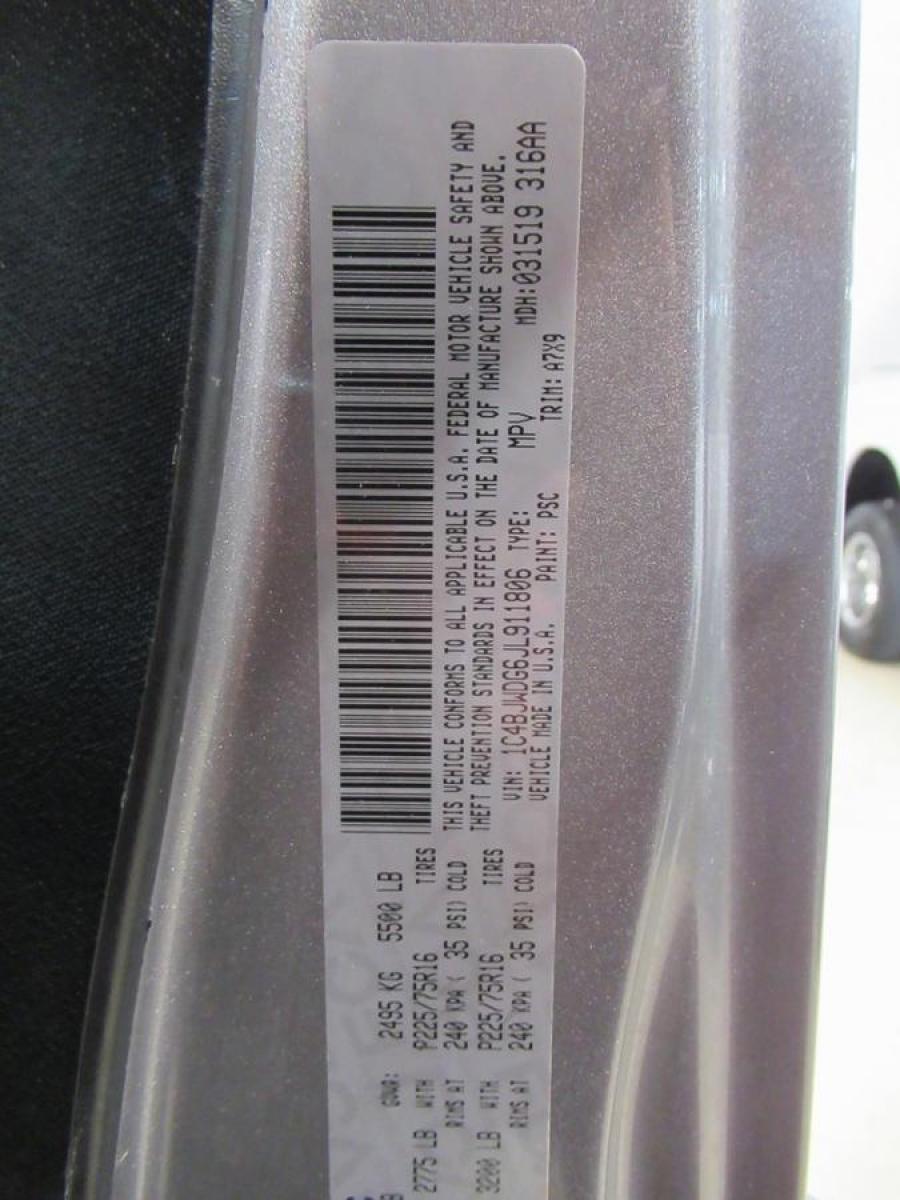 GVWR: 2495 KG 5500 LB
2775 LB WITH P225/75R16 TIRES
RIMS AT 240 KPA ( 35 PSI) COLD
3200 LB WITH P225/75R16 TIRES
RIMS AT 240 KPA ( 35 PSI) COLD
THIS VEHICLE CONFORMS TO ALL APPLICABLE U.S.A. FEDERAL MOTOR VEHICLE SAFETY AND
THEFT PREVENTION STANDARDS IN EFFECT ON THE DATE OF MANUFACTURE SHOWN ABOVE.
VIN: 1C4BJWDG6JL911806 TYPE: MPV MDH:031519 316AA
VEHICLE MADE IN U.S.A. PAINT: PSC TRIM: A7X9